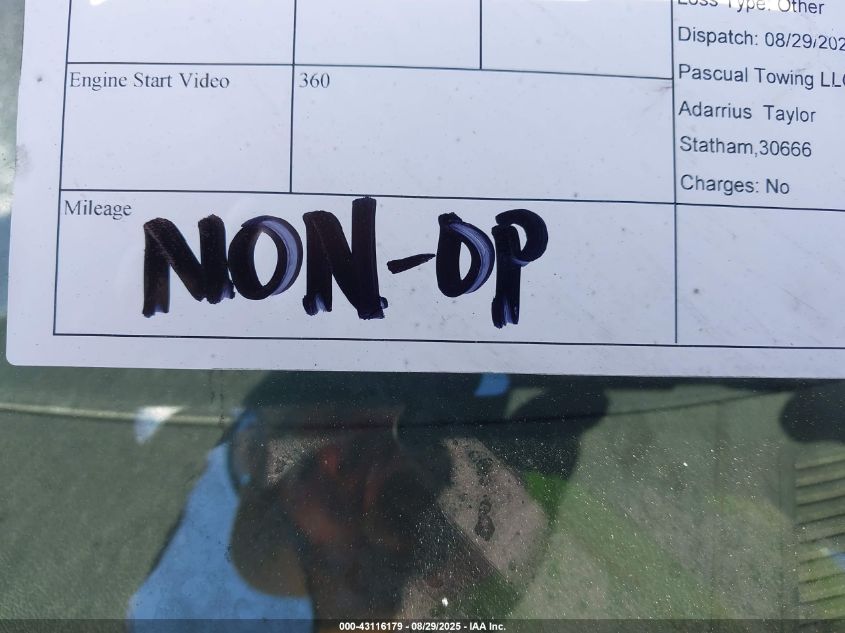 Loss Type: Other
Dispatch: 08/29/202
Engine Start Video
360
Pascual Towing LLC
Adarrius Taylor
Statham,30666
Charges: No
Mileage
NON-OP
000-43116179 - 08/29/2025 - IAA Inc.